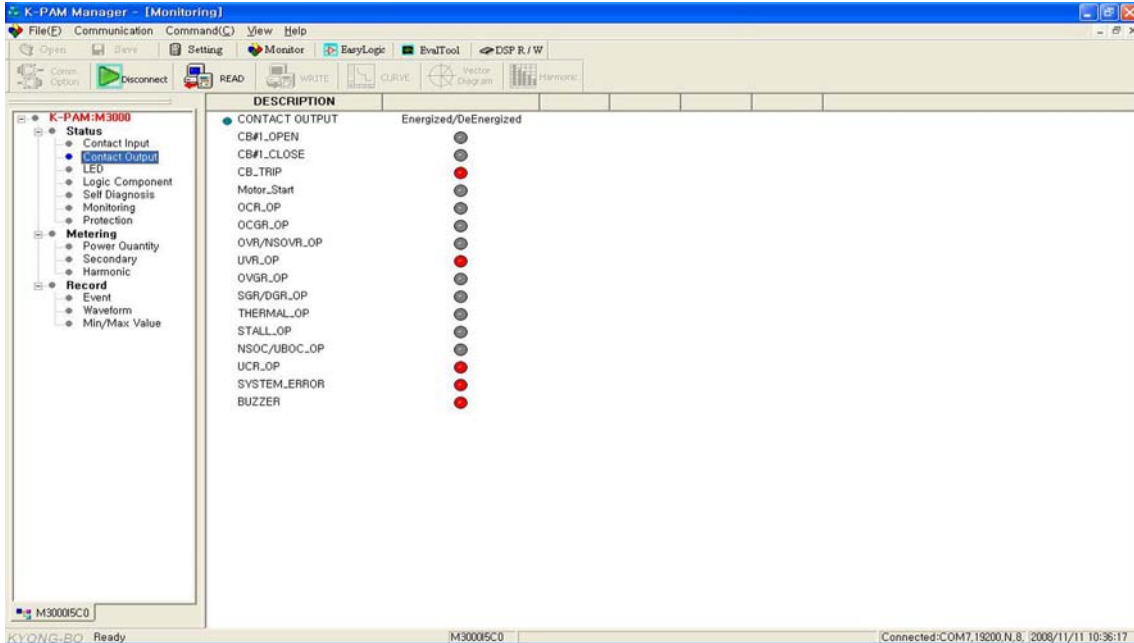 K-PAM Manager - [Monitoring]
File(F) Communication Command(C) View Help
Open Save Setting Monitor EasyLogic EvalTool DSP R / W
Comm. Option Disconnect READ WRITE CURVE Vector Diagram Harmonic
DESCRIPTION
K-PAM:M3000
Status
Contact Input
Contact Output
LED
Logic Component
Self Diagnosis
Monitoring
Protection
Metering
Power Quantity
Secondary
Harmonic
Record
Event
Waveform
Min/Max Value
CONTACT OUTPUT Energized/DeEnergized
CB#1_OPEN
CB#1_CLOSE
CB_TRIP
Motor_Start
OCR_OP
OCGR_OP
OVR/NSOVR_OP
UVR_OP
OVGR_OP
SGR/DGR_OP
THERMAL_OP
STALL_OP
NSOC/UBOC_OP
UCR_OP
SYSTEM_ERROR
BUZZER
M3000I5C0
KYONG-BO Ready M3000I5C0 Connected:COM7,19200,N,8, 2008/11/11 10:36:17